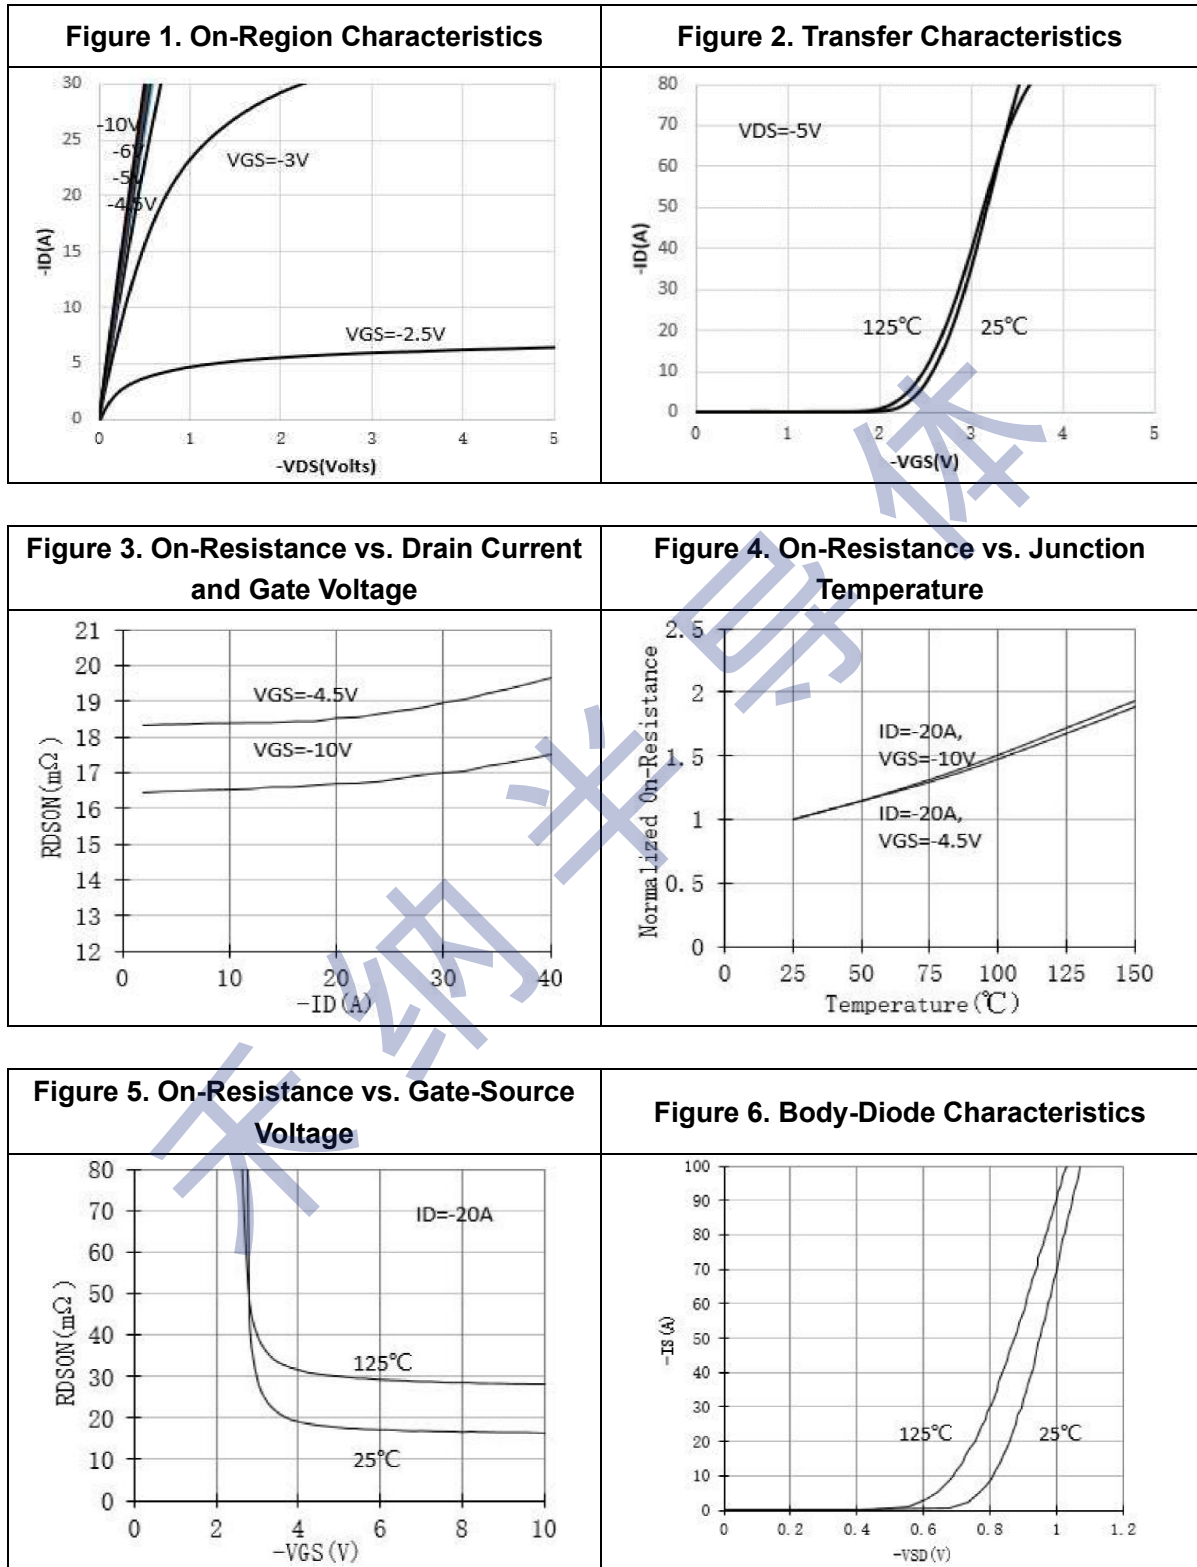 Figure 1. On-Region Characteristics
Figure 2. Transfer Characteristics
30
25
20
15
10
5
0
-ID(A)
-10V
-6V
-5V
-4.5V
VGS=-3V
VGS=-2.5V
0 1 2 3 4 5
-VDS(Volts)
80
70
60
50
40
30
20
10
0
-ID(A)
VDS=-5V
125℃ 25℃
0 1 2 3 4 5
-VGS(V)
Figure 3. On-Resistance vs. Drain Current
and Gate Voltage
Figure 4. On-Resistance vs. Junction
Temperature
21
20
19
18
17
16
15
14
13
12
RDSON(mΩ)
VGS=-4.5V
VGS=-10V
0 10 20 30 40
-ID(A)
2.5
2
1.5
1
0.5
0
Normalized On-Resistance
ID=-20A,
VGS=-10V
ID=-20A,
VGS=-4.5V
0 25 50 75 100 125 150
Temperature(℃)
Figure 5. On-Resistance vs. Gate-Source
Voltage
Figure 6. Body-Diode Characteristics
80
70
60
50
40
30
20
10
0
RDSON(mΩ)
ID=-20A
125℃
25℃
0 2 4 6 8 10
-VGS(V)
100
90
80
70
60
50
40
30
20
10
0
-IS(A)
125℃ 25℃
0 0.2 0.4 0.6 0.8 1 1.2
-VSD(V)
禾纳半导体